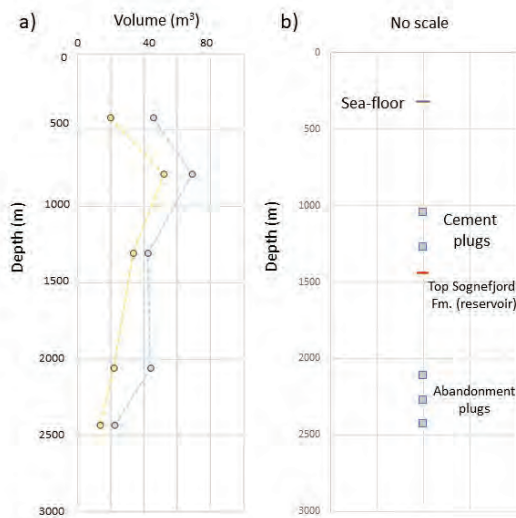 a)
Volume (m³)
0
40
80
0
500
1000
1500
2000
2500
3000
Depth (m)
b)
No scale
0
500
1000
1500
2000
2500
3000
Depth (m)
Sea-floor
Cement
plugs
Top Sognefjord
Fm. (reservoir)
Abandonment
plugs